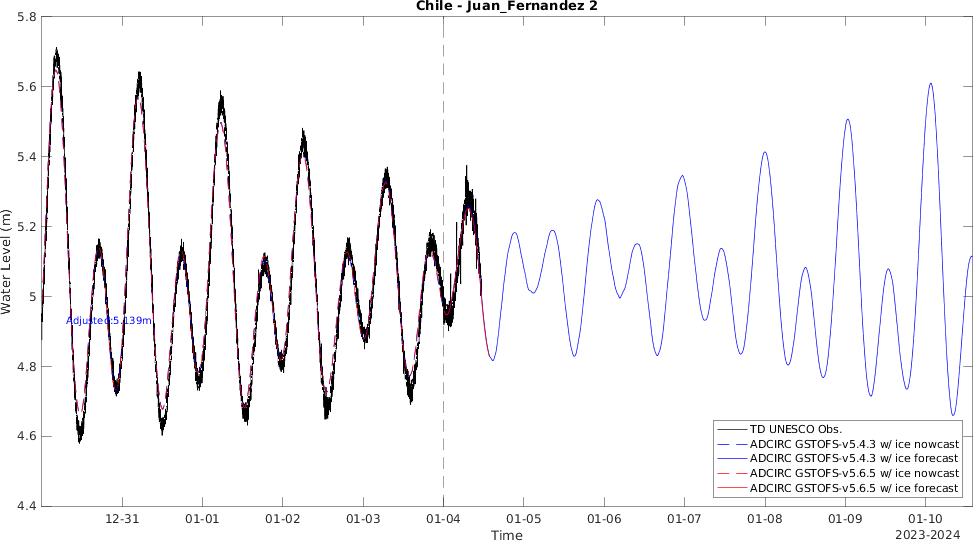 Chile - Juan_Fernandez 2
5.8
5.6
5.4
5.2
5
4.8
4.6
4.4
Water Level (m)
Adjusted:5.139m
TD UNESCO Obs.
ADCIRC GSTOFS-v5.4.3 w/ ice nowcast
ADCIRC GSTOFS-v5.4.3 w/ ice forecast
ADCIRC GSTOFS-v5.6.5 w/ ice nowcast
ADCIRC GSTOFS-v5.6.5 w/ ice forecast
12-31 01-01 01-02 01-03 01-04 01-05 01-06 01-07 01-08 01-09 01-10
Time
2023-2024